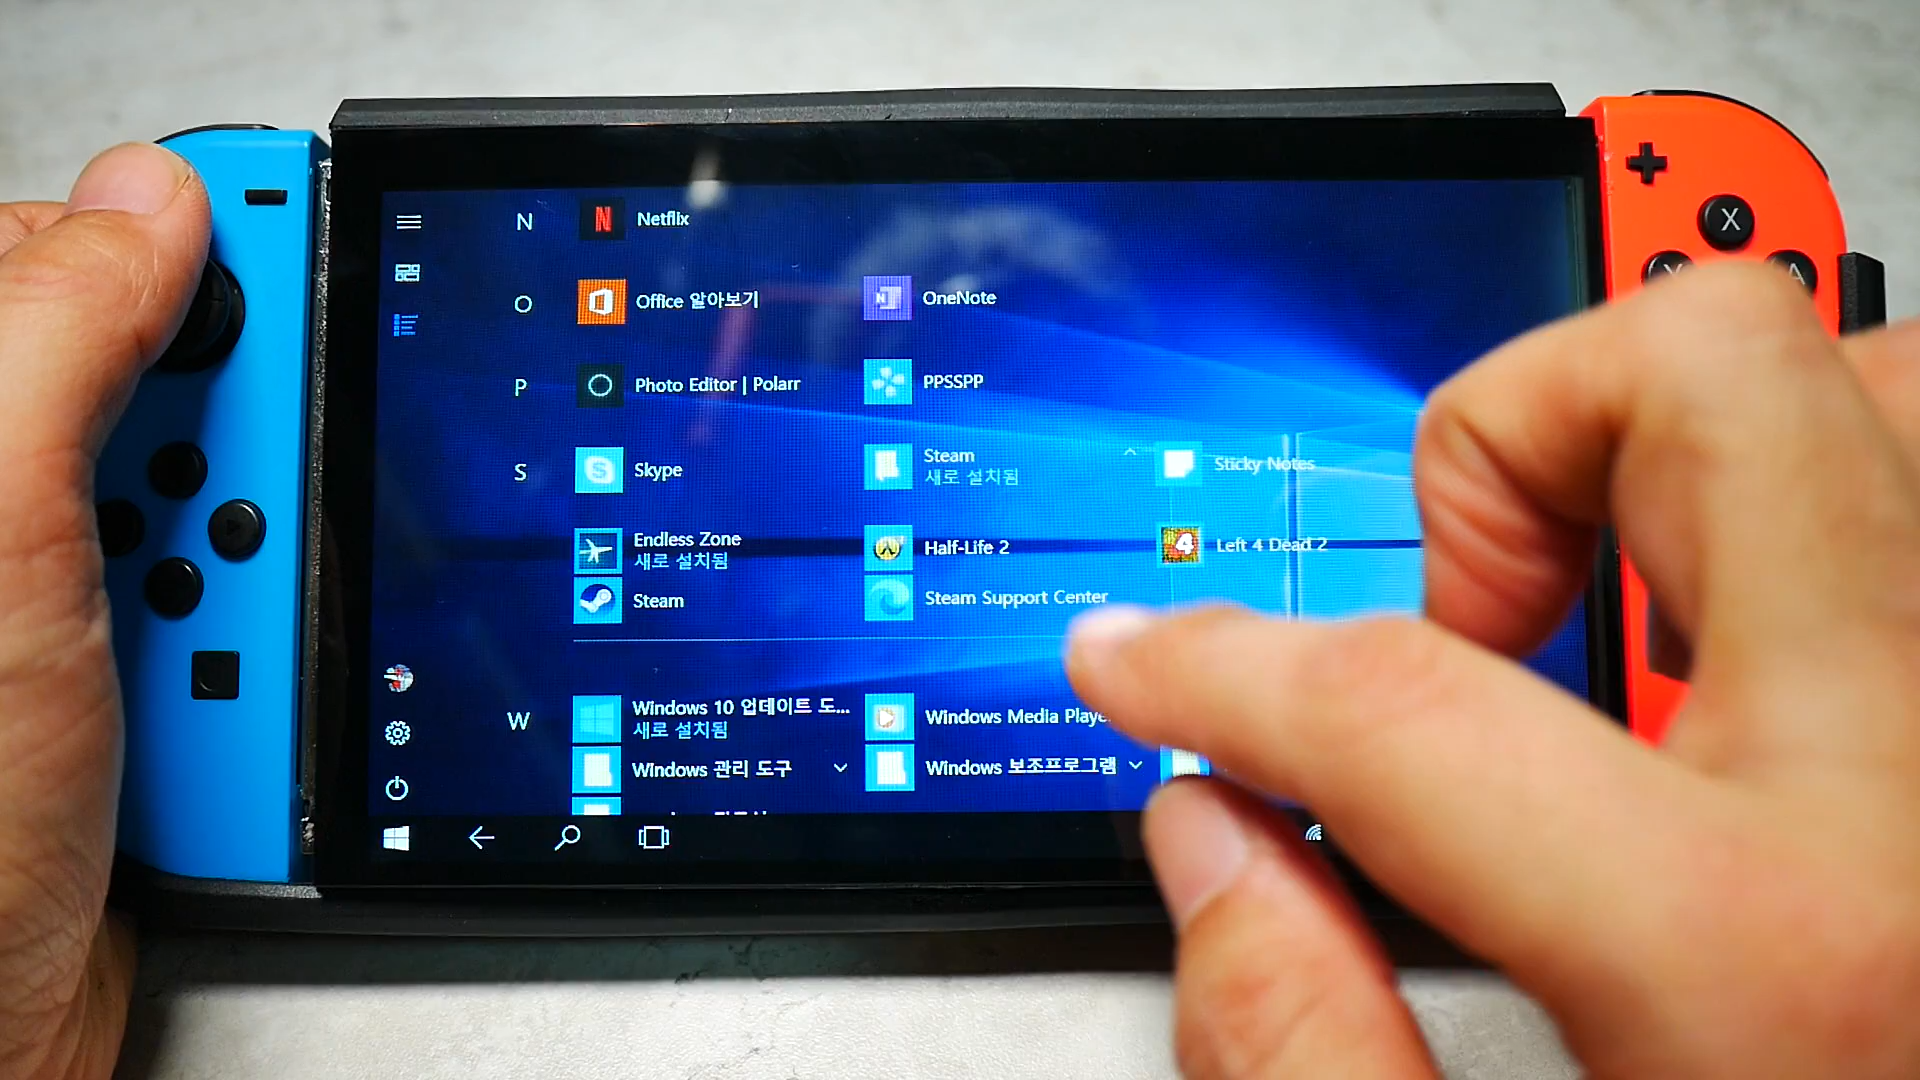 N Netflix
O Office 알아보기 OneNote
P Photo Editor | Polarr PPSSPP
S Skype Steam Sticky Notes
새로 설치됨
Endless Zone Half-Life 2 Left 4 Dead 2
새로 설치됨
Steam Steam Support Center
W Windows 10 업데이트 도... Windows Media Playe
새로 설치됨
Windows 관리 도구 Windows 보조프로그램
X
Y
A